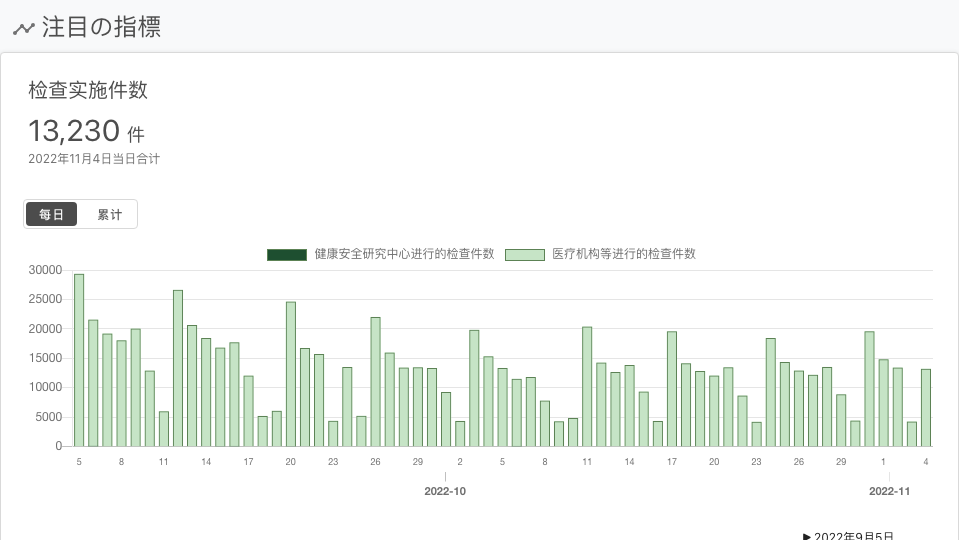 注目の指標
检查实施件数
13,230 件
2022年11月4日当日合计
每日 累计
健康安全研究中心进行的检查件数 医疗机构等进行的检查件数
30000
25000
20000
15000
10000
5000
0
5 8 11 14 17 20 23 26 29 2 5 8 11 14 17 20 23 26 29 1 4
2022-10 2022-11
▶ 2022年9月5日